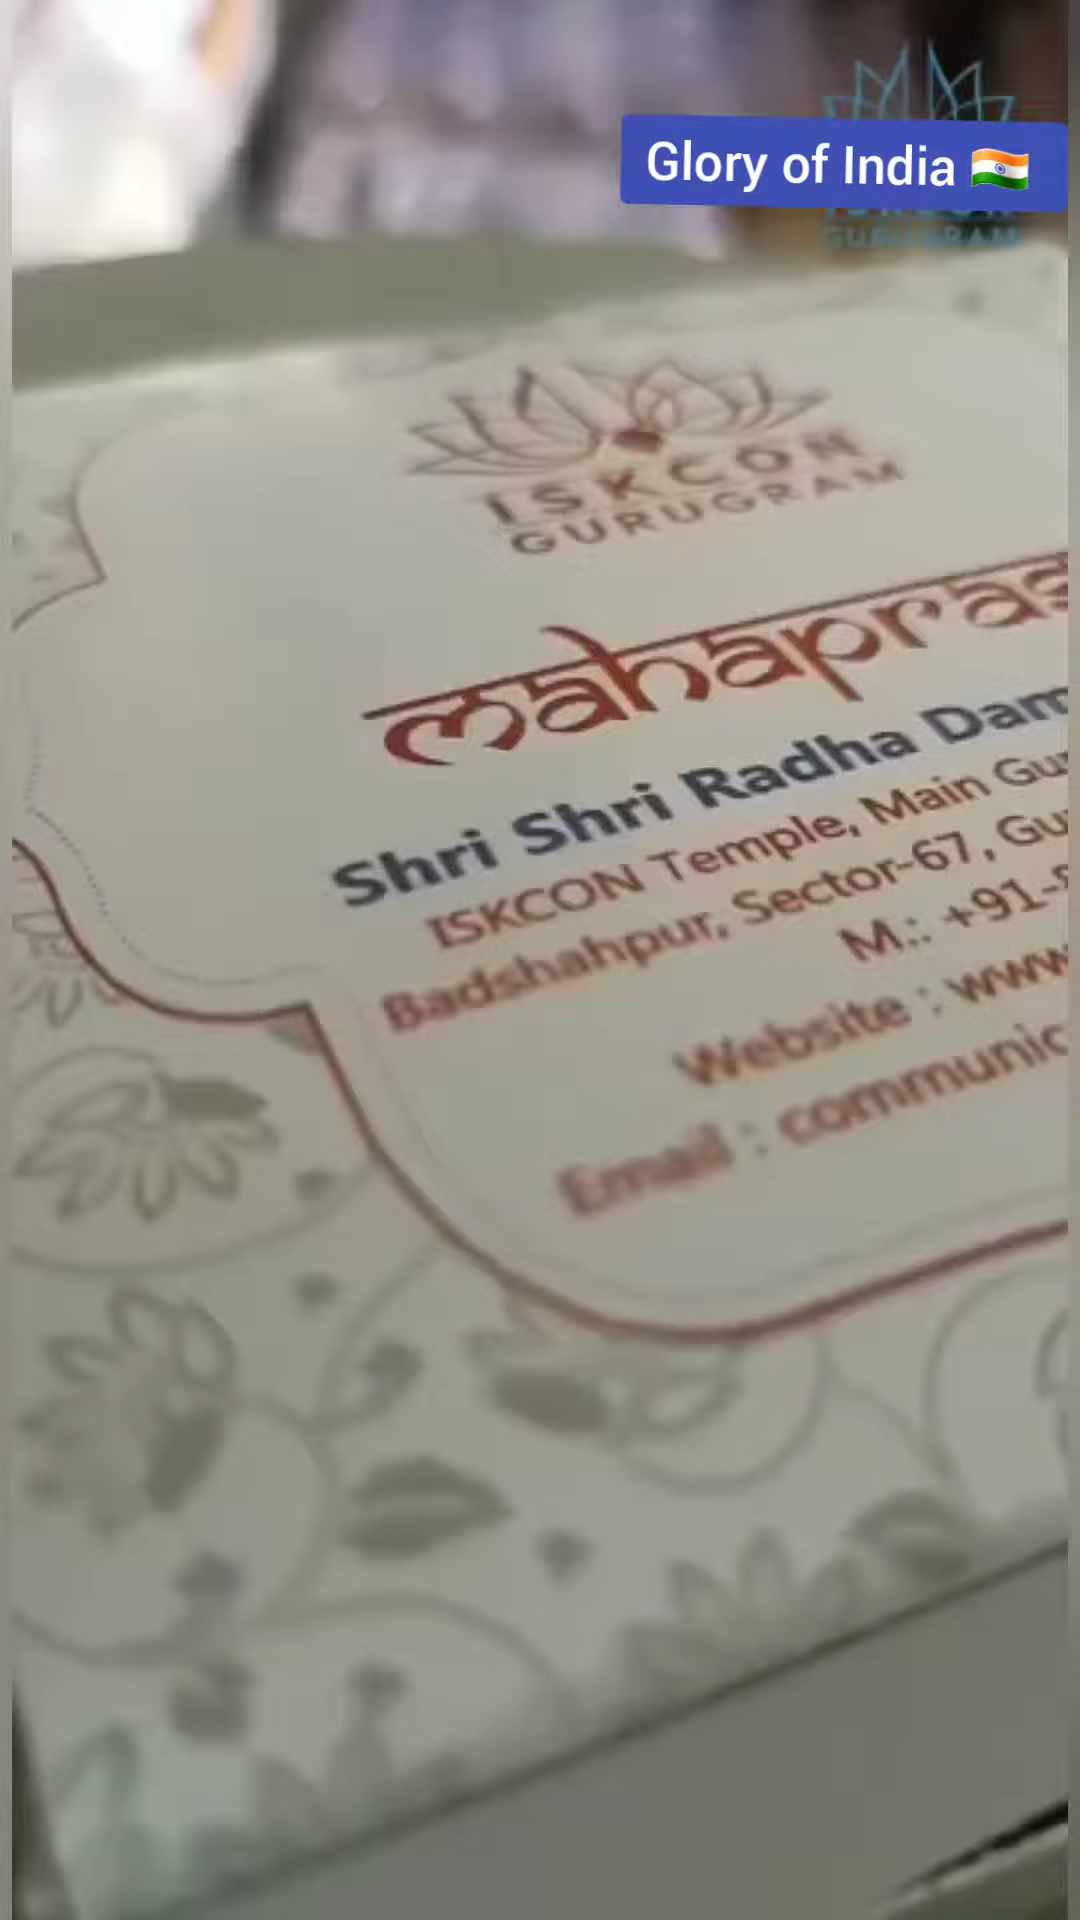 Glory of India 🇮🇳
GURUGRAM
ISKCON
GURUGRAM
mahapras
Shri Shri Radha Dam
ISKCON Temple, Main Gu
Badshahpur, Sector-67, Gu
M.: +91-
Website : www
Email : communic